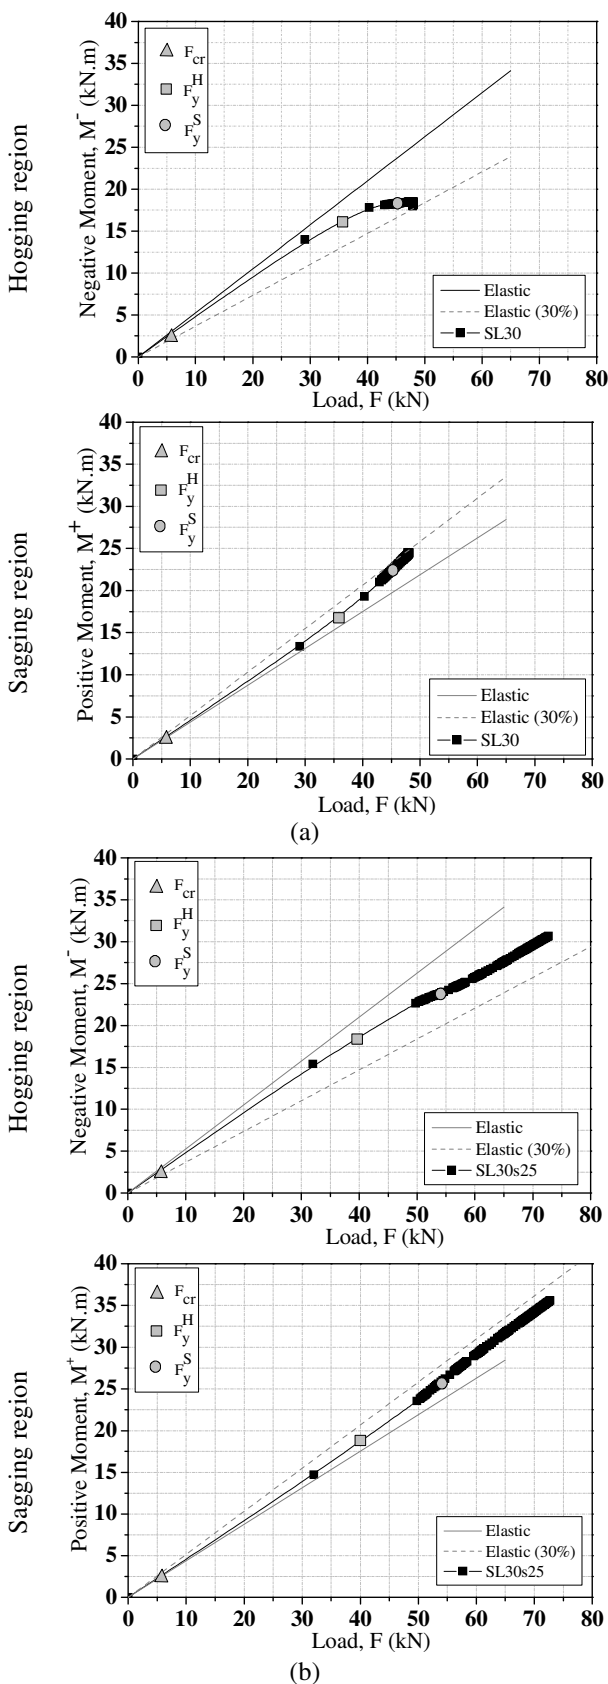 Hogging region
Negative Moment, M⁻ (kN.m)
40
35
30
25
20
15
10
5
0
F_cr
F_y^H
F_y^S
Elastic
Elastic (30%)
SL30
0 10 20 30 40 50 60 70 80
Load, F (kN)
Sagging region
Positive Moment, M⁺ (kN.m)
40
35
30
25
20
15
10
5
0
F_cr
F_y^H
F_y^S
Elastic
Elastic (30%)
SL30
0 10 20 30 40 50 60 70 80
Load, F (kN)
(a)
Hogging region
Negative Moment, M⁻ (kN.m)
40
35
30
25
20
15
10
5
0
F_cr
F_y^H
F_y^S
Elastic
Elastic (30%)
SL30s25
0 10 20 30 40 50 60 70 80
Load, F (kN)
Sagging region
Positive Moment, M⁺ (kN.m)
40
35
30
25
20
15
10
5
0
F_cr
F_y^H
F_y^S
Elastic
Elastic (30%)
SL30s25
0 10 20 30 40 50 60 70 80
Load, F (kN)
(b)